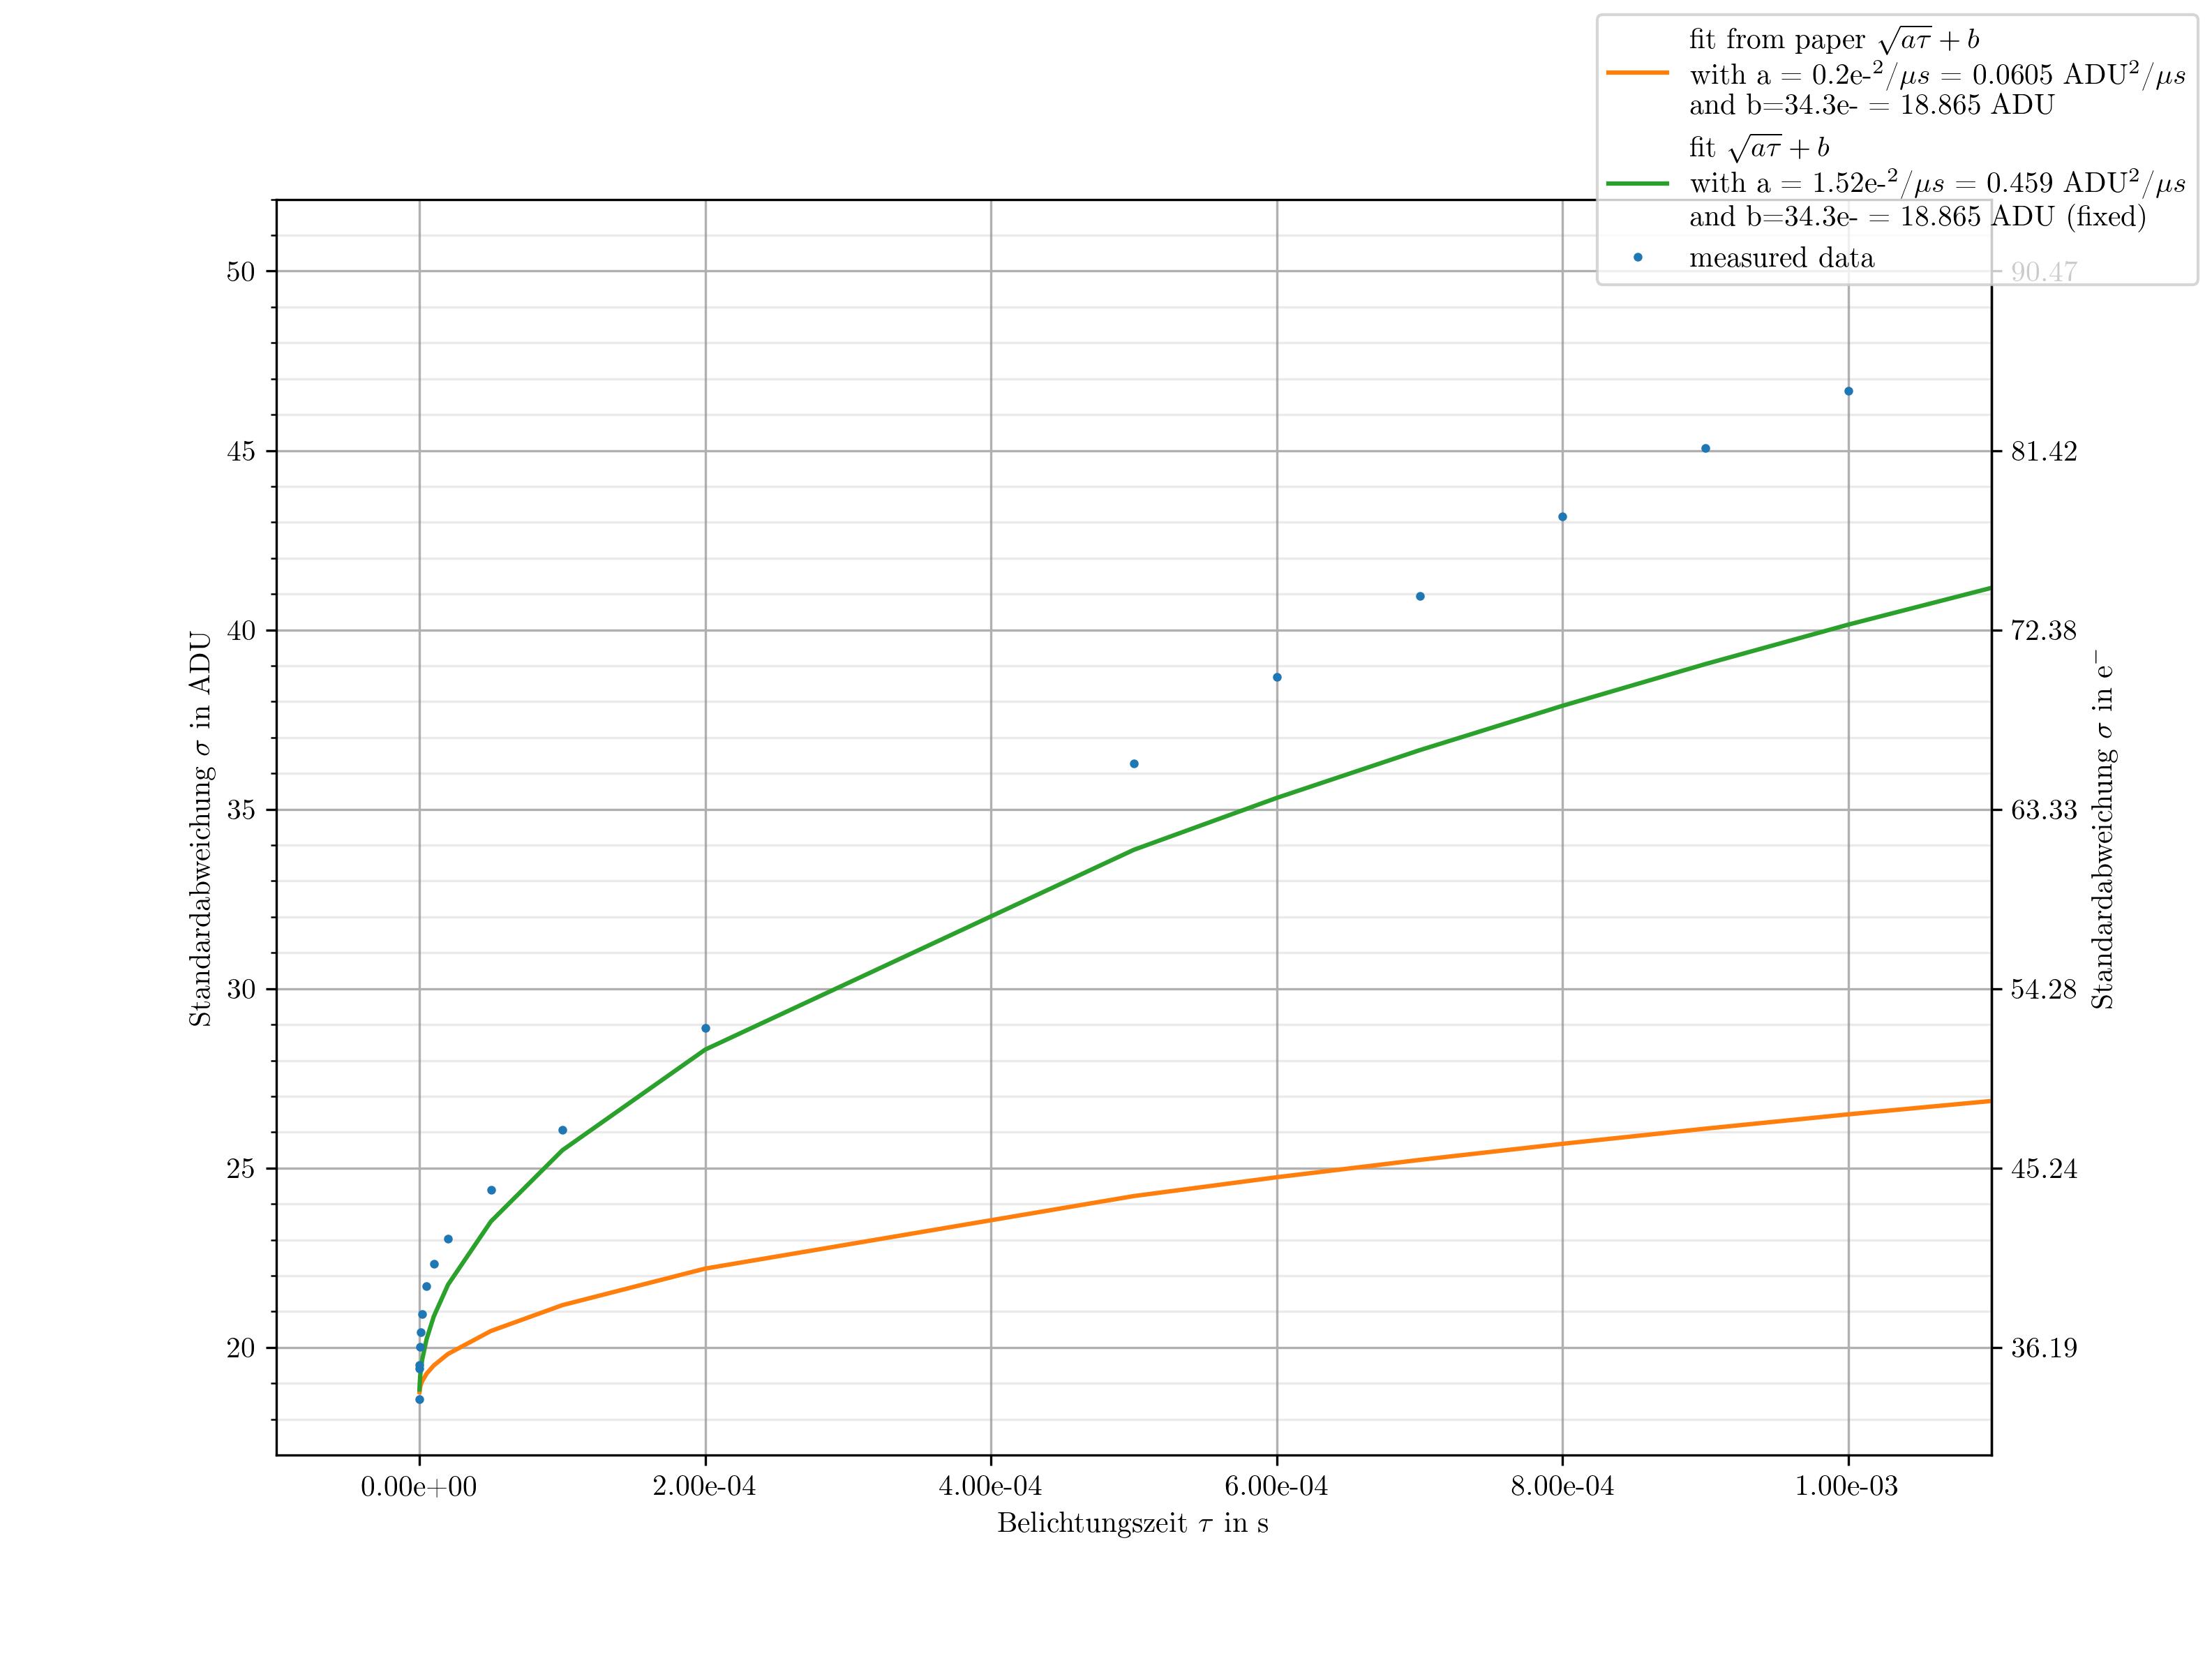 fit from paper √aτ + b
with a = 0.2e-²/μs = 0.0605 ADU²/μs
and b=34.3e- = 18.865 ADU
fit √aτ + b
with a = 1.52e-²/μs = 0.459 ADU²/μs
and b=34.3e- = 18.865 ADU (fixed)
measured data
50
45
40
35
30
25
20
Standardabweichung σ in ADU
90.47
81.42
72.38
63.33
54.28
45.24
36.19
Standardabweichung σ in e⁻
0.00e+00 2.00e-04 4.00e-04 6.00e-04 8.00e-04 1.00e-03
Belichtungszeit τ in s